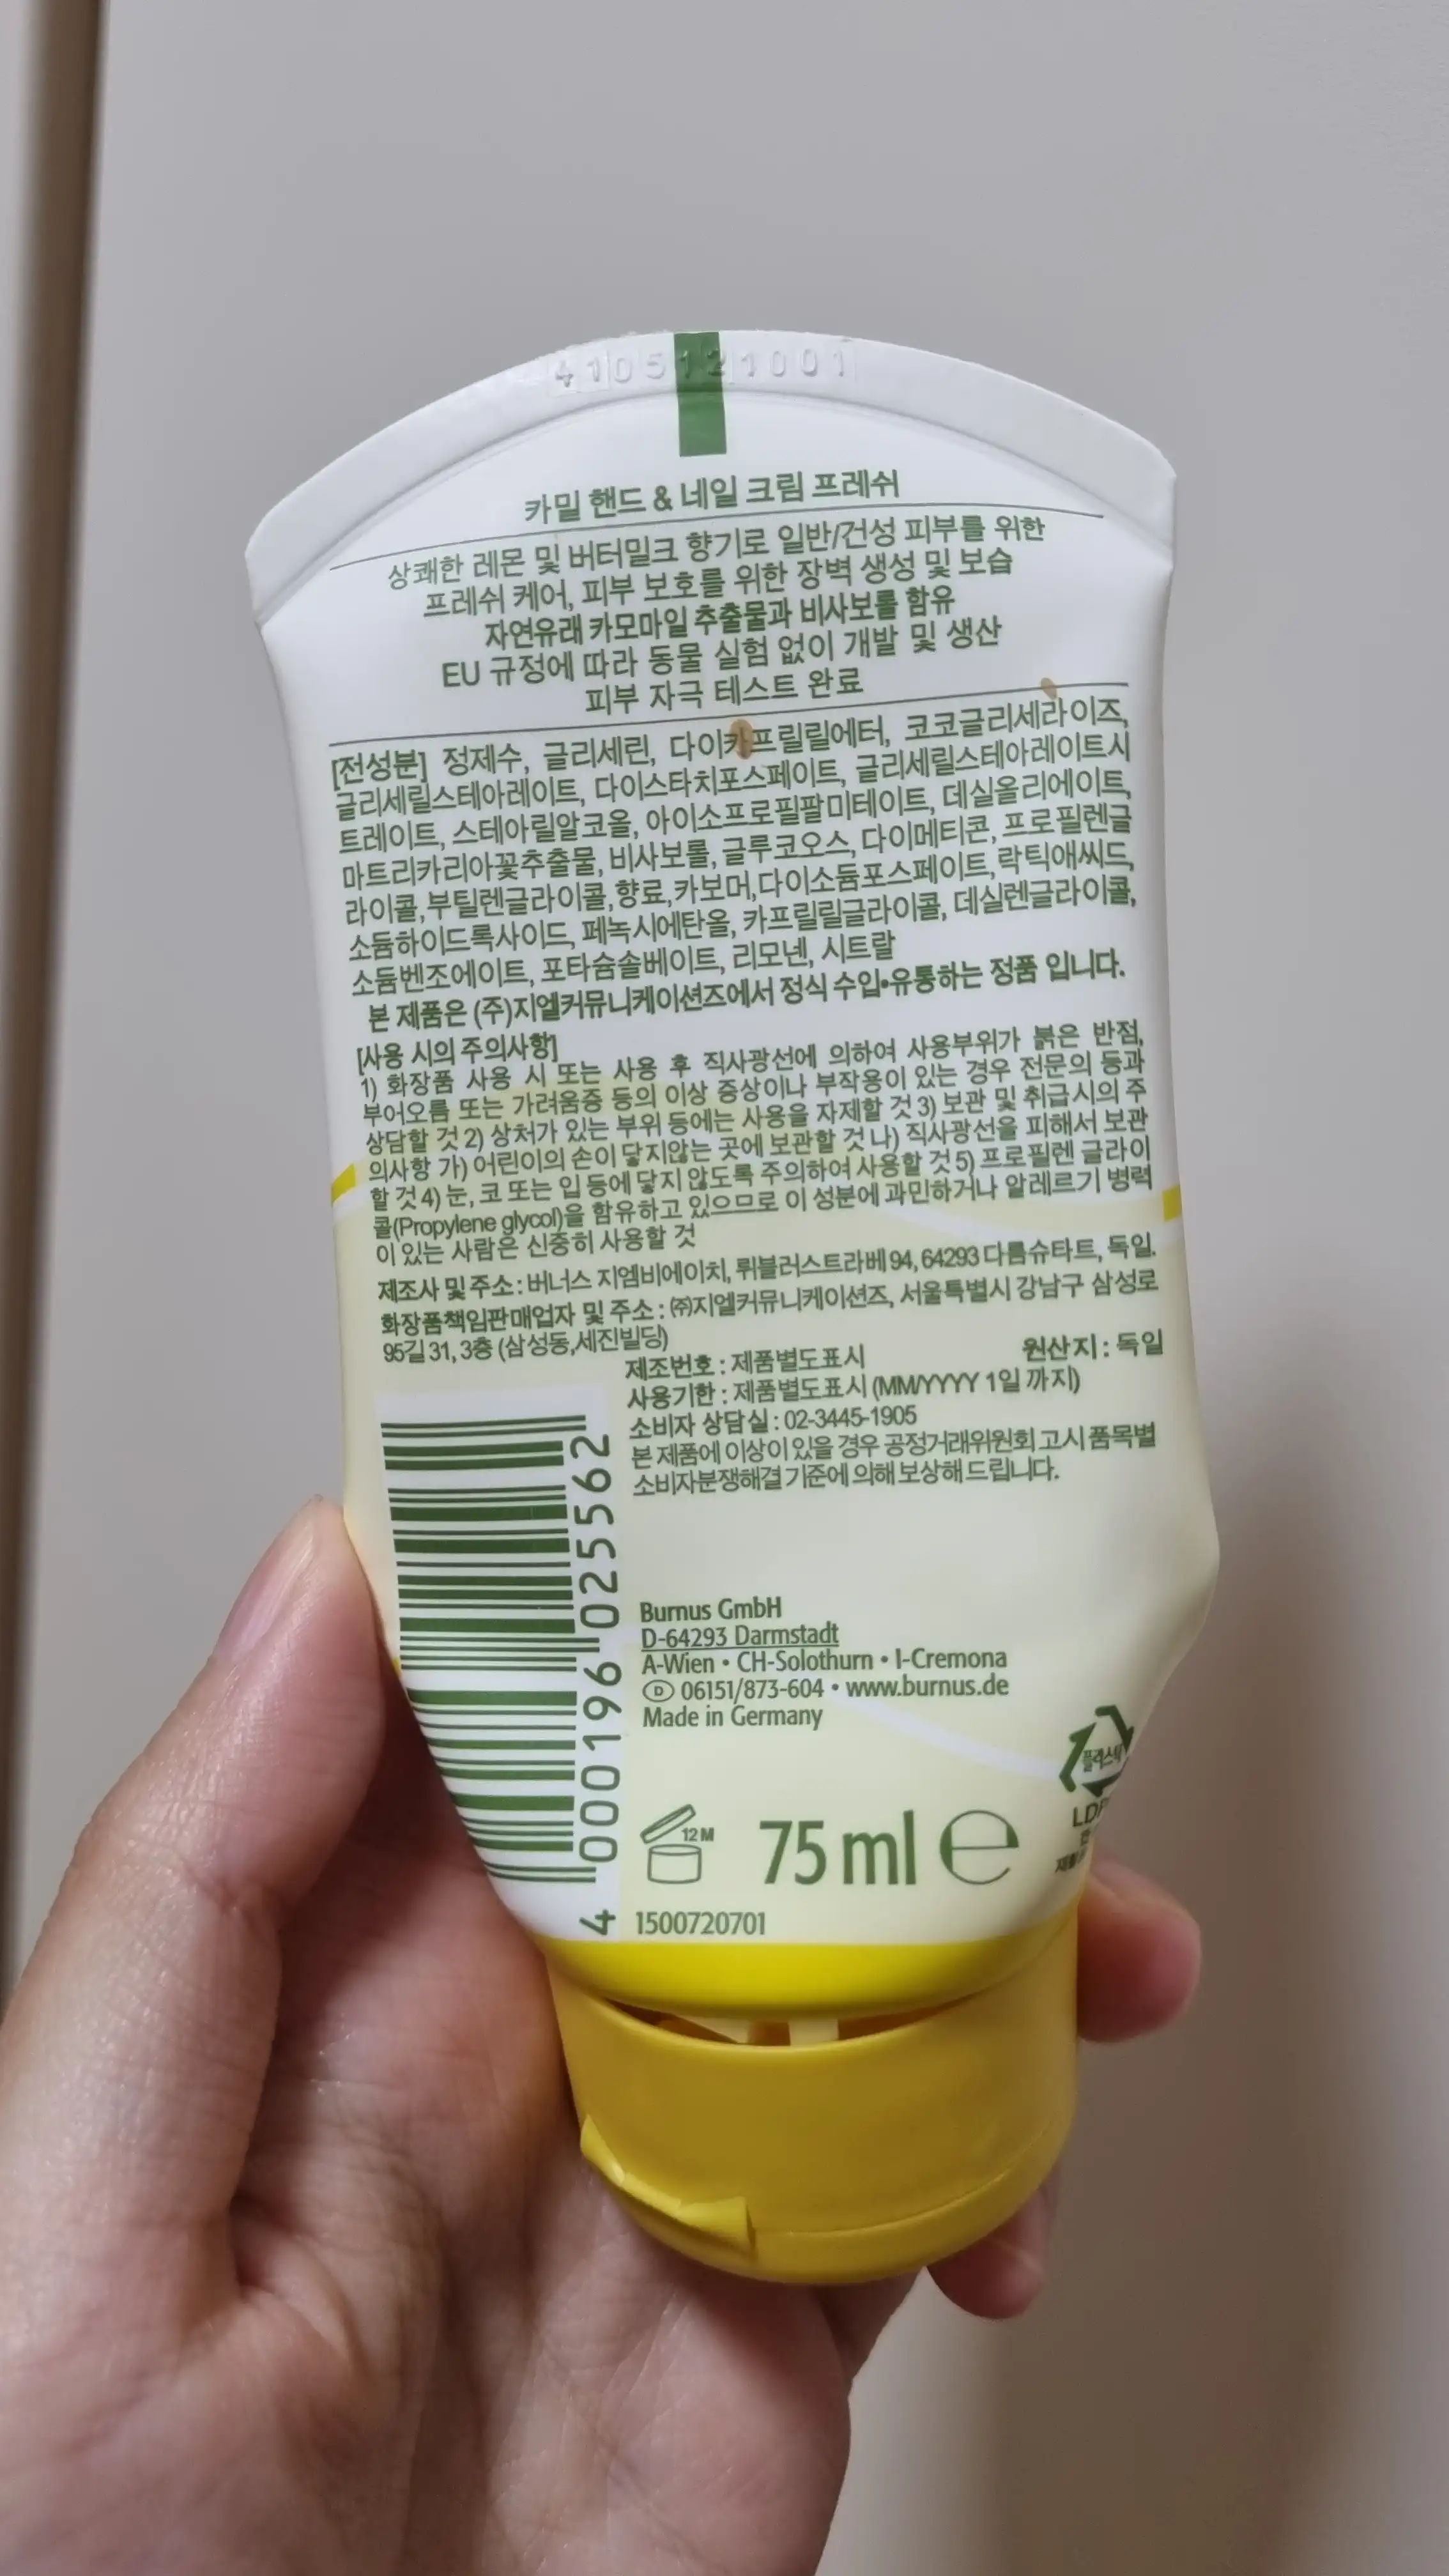 4105121001
카밀 핸드 & 네일 크림 프레쉬
상쾌한 레몬 및 버터밀크 향기로 일반/건성 피부를 위한
프레쉬 케어, 피부 보호를 위한 장벽 생성 및 보습
자연유래 카모마일 추출물과 비사보롤 함유
EU 규정에 따라 동물 실험 없이 개발 및 생산
피부 자극 테스트 완료
[전성분] 정제수, 글리세린, 다이카프릴릴에터, 코코글리세라이즈,
글리세릴스테아레이트, 다이스타치포스페이트, 글리세릴스테아레이트시
트레이트, 스테아릴알코올, 아이소프로필팔미테이트, 데실올리에이트,
마트리카리아꽃추출물, 비사보롤, 글루코오스, 다이메티콘, 프로필렌글
라이콜, 부틸렌글라이콜, 향료, 카보머, 다이소듐포스페이트, 락틱애씨드,
소듐하이드록사이드, 페녹시에탄올, 카프릴릴글라이콜, 데실렌글라이콜,
소듐벤조에이트, 포타슘솔베이트, 리모넨, 시트랄
본 제품은 (주)지엘커뮤니케이션즈에서 정식 수입•유통하는 정품 입니다.
[사용 시의 주의사항]
1) 화장품 사용 시 또는 사용 후 직사광선에 의하여 사용부위가 붉은 반점,
부어오름 또는 가려움증 등의 이상 증상이나 부작용이 있는 경우 전문의 등과
상담할 것 2) 상처가 있는 부위 등에는 사용을 자제할 것 3) 보관 및 취급시의 주
의사항 가) 어린이의 손이 닿지않는 곳에 보관할 것 나) 직사광선을 피해서 보관
할 것 4) 눈, 코 또는 입 등에 닿지 않도록 주의하여 사용할 것 5) 프로필렌 글라이
콜(Propylene glycol)을 함유하고 있으므로 이 성분에 과민하거나 알레르기 병력
이 있는 사람은 신중히 사용할 것
제조사 및 주소 : 버너스 지엠비에이치, 뤼블러스트라베 94, 64293 다름슈타트, 독일.
화장품책임판매업자 및 주소 : ㈜지엘커뮤니케이션즈, 서울특별시 강남구 삼성로
95길 31, 3층 (삼성동,세진빌딩)
제조번호 : 제품별도표시 원산지 : 독일
사용기한 : 제품별도표시 (MM/YYYY 1일 까지)
소비자 상담실 : 02-3445-1905
본 제품에 이상이 있을 경우 공정거래위원회 고시 품목별
소비자분쟁해결 기준에 의해 보상해 드립니다.
4 000196 025562
Burnus GmbH
D-64293 Darmstadt
A-Wien • CH-Solothurn • I-Cremona
D 06151/873-604 • www.burnus.de
Made in Germany
플라스틱
12 M
75 ml e
1500720701